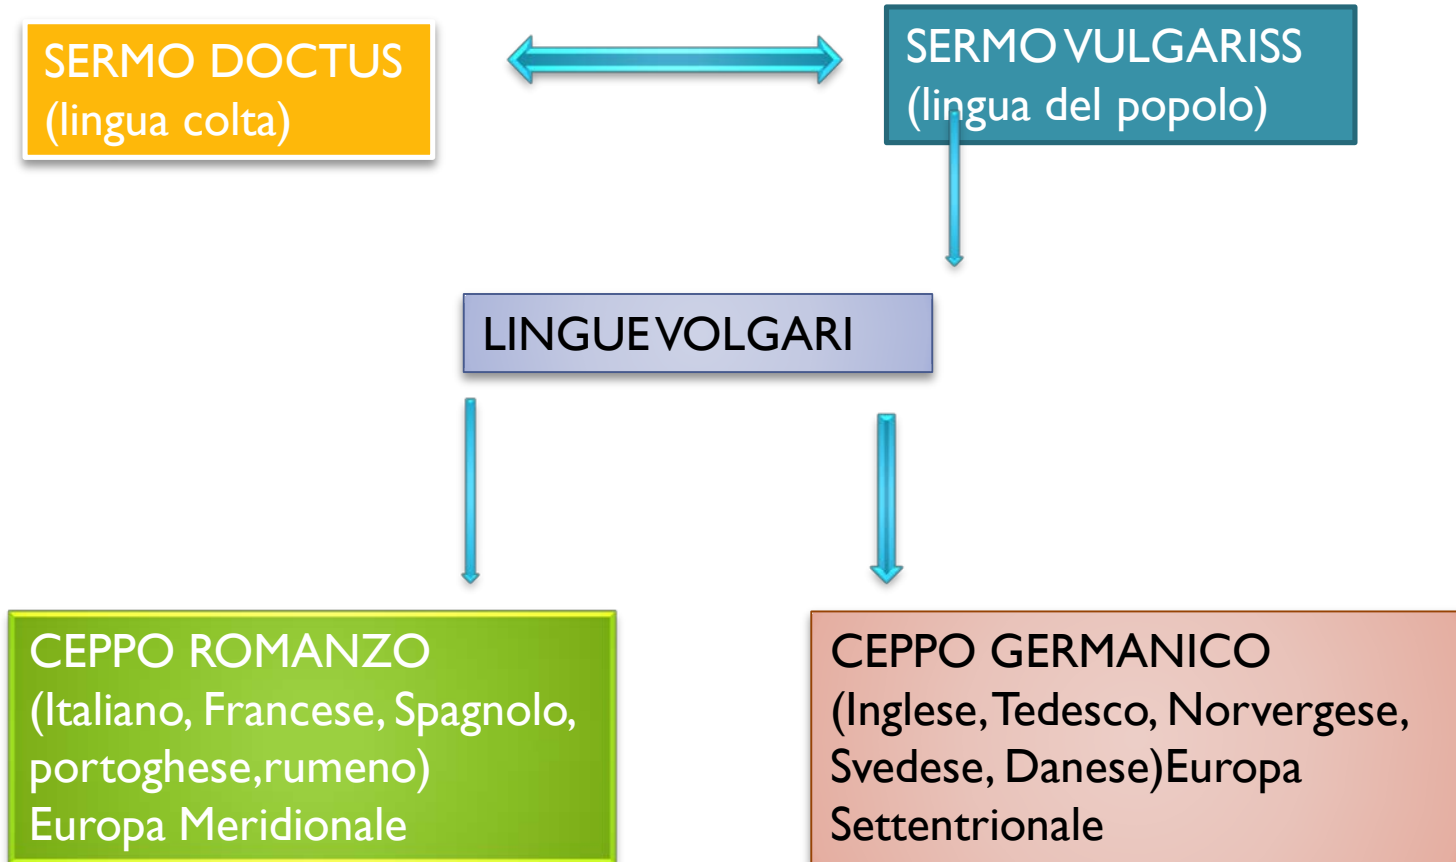 SERMO DOCTUS
(lingua colta)
SERMO VULGARISS
(lingua del popolo)
LINGUE VOLGARI
CEPPO ROMANZO
(Italiano, Francese, Spagnolo,
portoghese,rumeno)
Europa Meridionale
CEPPO GERMANICO
(Inglese, Tedesco, Norvergese,
Svedese, Danese)Europa
Settentrionale